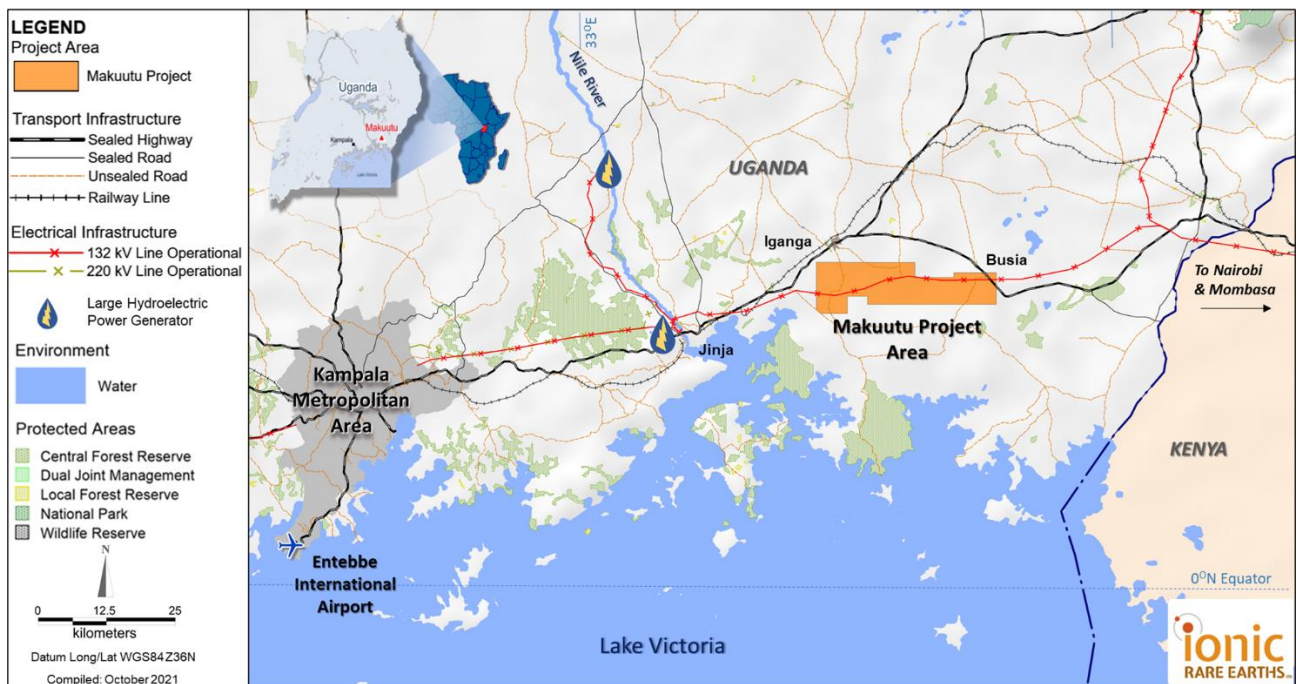 LEGEND
Project Area
Makuutu Project
Transport Infrastructure
Sealed Highway
Sealed Road
Unsealed Road
Railway Line
Electrical Infrastructure
132 kV Line Operational
220 kV Line Operational
Large Hydroelectric
Power Generator
Environment
Water
Protected Areas
Central Forest Reserve
Dual Joint Management
Local Forest Reserve
National Park
Wildlife Reserve
N
0 12.5 25
kilometers
Datum Long/Lat WGS84 Z36N
Compiled: October 2021
Uganda
Makuutu
Kampala
Lake Victoria
33°E
Nile River
UGANDA
Iganga
Busia
To Nairobi
& Mombasa
Makuutu Project
Area
Jinja
Kampala
Metropolitan
Area
KENYA
Entebbe
International
Airport
0°N Equator
Lake Victoria
ionic
RARE EARTHS